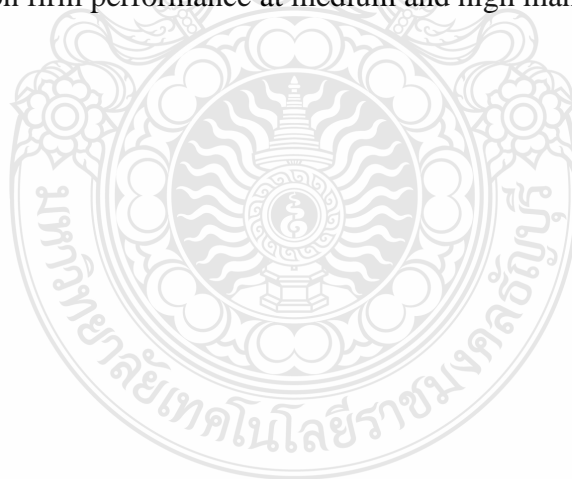 on firm performance at medium and high man
มหาวิทยาลัยเทคโนโลยีราชมงคลธัญบุรี